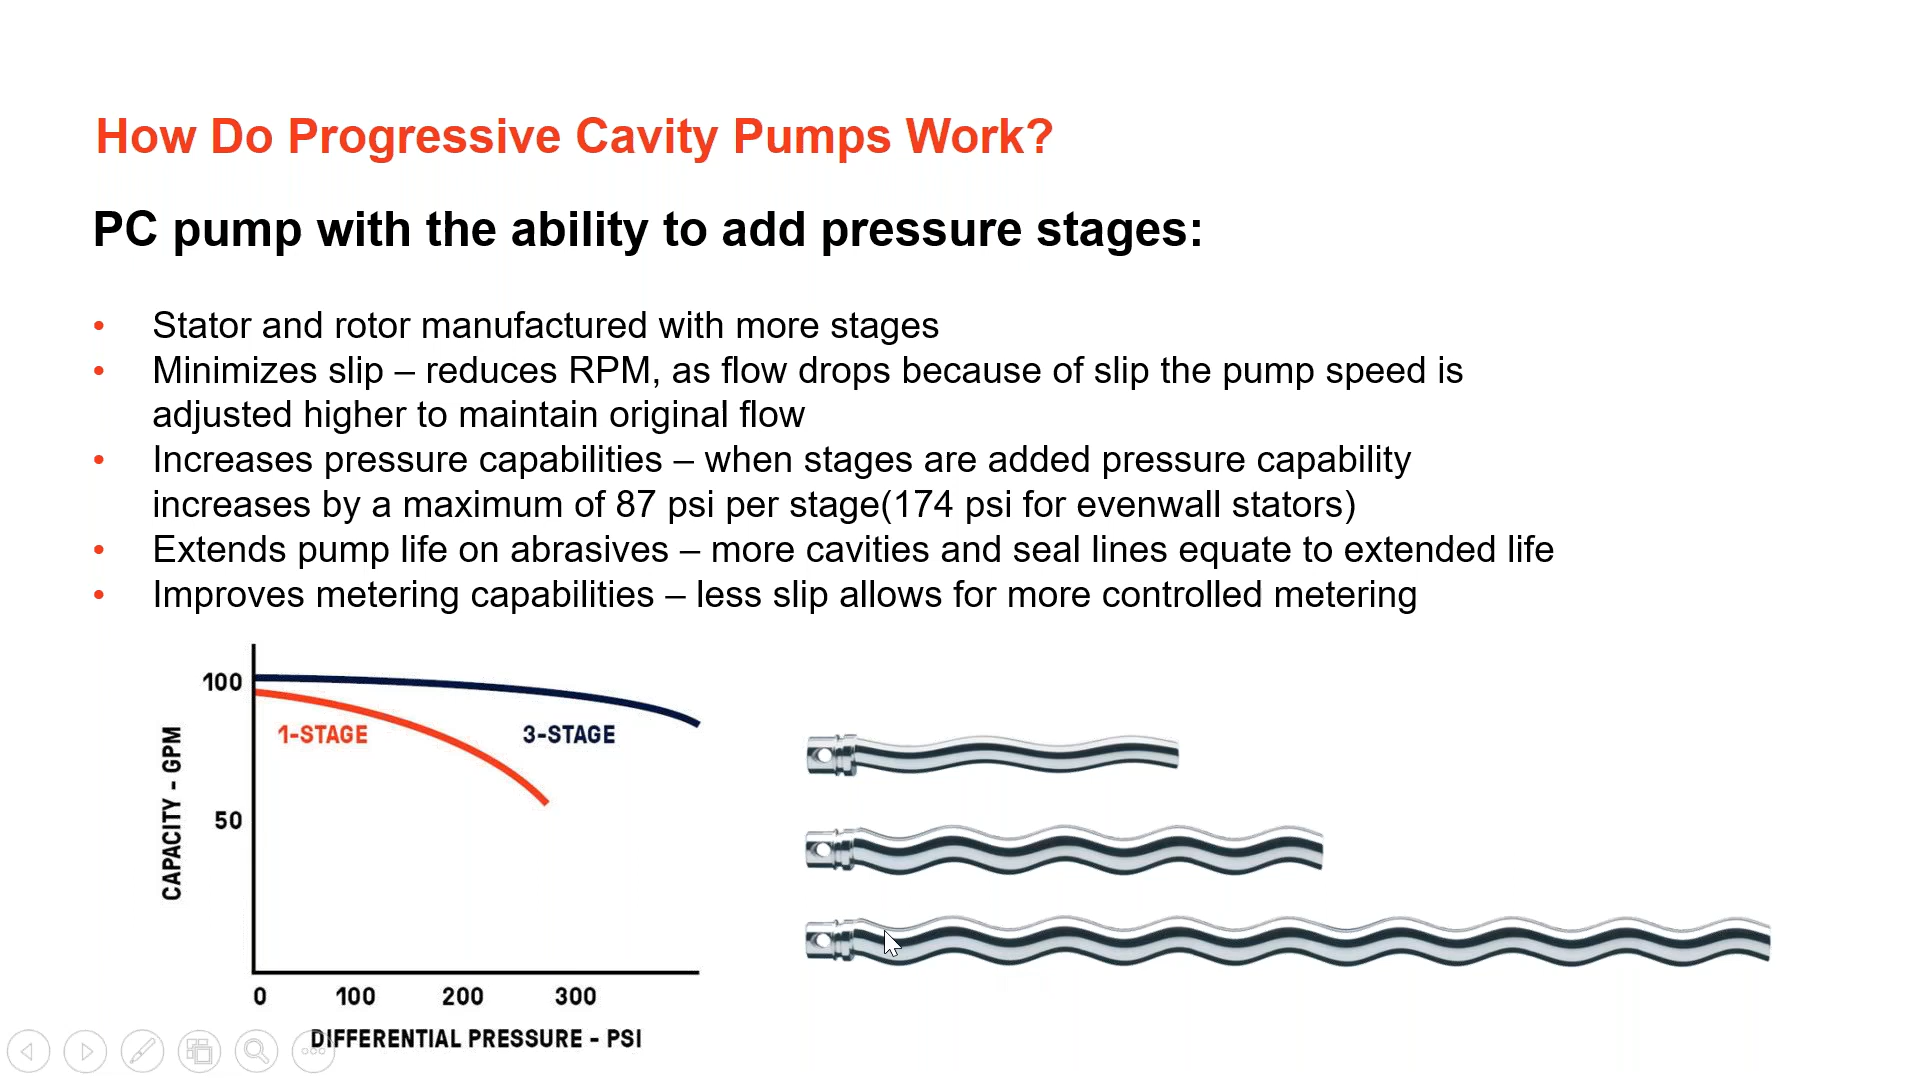 How Do Progressive Cavity Pumps Work?
PC pump with the ability to add pressure stages:
• Stator and rotor manufactured with more stages
• Minimizes slip – reduces RPM, as flow drops because of slip the pump speed is
adjusted higher to maintain original flow
• Increases pressure capabilities – when stages are added pressure capability
increases by a maximum of 87 psi per stage(174 psi for evenwall stators)
• Extends pump life on abrasives – more cavities and seal lines equate to extended life
• Improves metering capabilities – less slip allows for more controlled metering
CAPACITY - GPM
100
50
1-STAGE
3-STAGE
0 100 200 300
DIFFERENTIAL PRESSURE - PSI